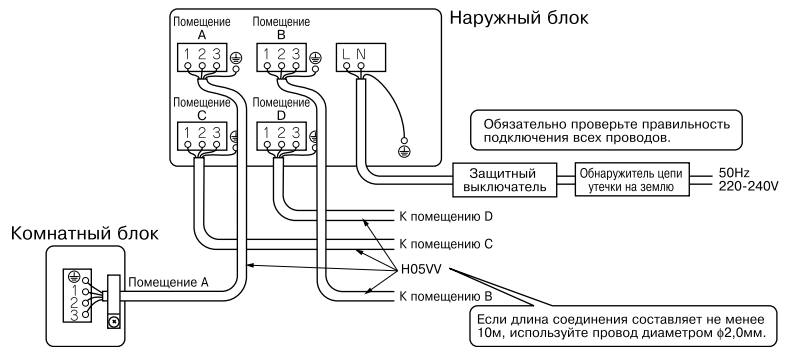 Наружный блок
Помещение
A
Помещение
B
1 2 3
1 2 3
L N
Помещение
C
Помещение
D
1 2 3
1 2 3
Обязательно проверьте правильность
подключения всех проводов.
Защитный
выключатель
Обнаружитель цепи
утечки на землю
50Hz
220-240V
К помещению D
К помещению C
H05VV
К помещению B
Комнатный блок
Помещение A
1
2
3
Если длина соединения составляет не менее
10м, используйте провод диаметром ϕ2,0мм.